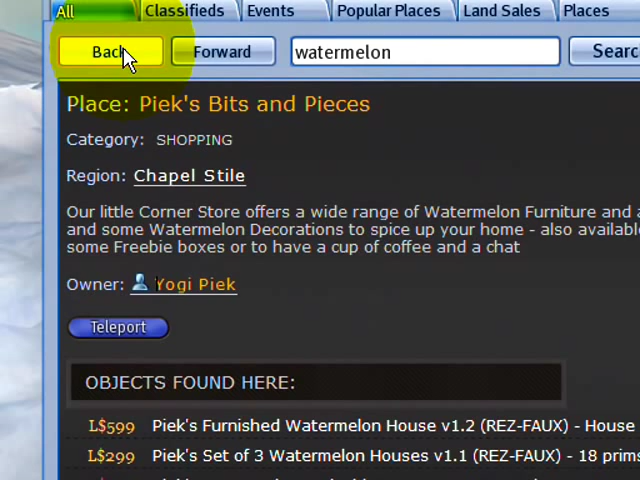 All Classifieds Events Popular Places Land Sales Places
Back Forward watermelon Searc
Place: Piek's Bits and Pieces
Category: SHOPPING
Region: Chapel Stile
Our little Corner Store offers a wide range of Watermelon Furniture and a
and some Watermelon Decorations to spice up your home - also available
some Freebie boxes or to have a cup of coffee and a chat
Owner: Yogi Piek
Teleport
OBJECTS FOUND HERE:
L$599 Piek's Furnished Watermelon House v1.2 (REZ-FAUX) - House
L$299 Piek's Set of 3 Watermelon Houses v1.1 (REZ-FAUX) - 18 prims